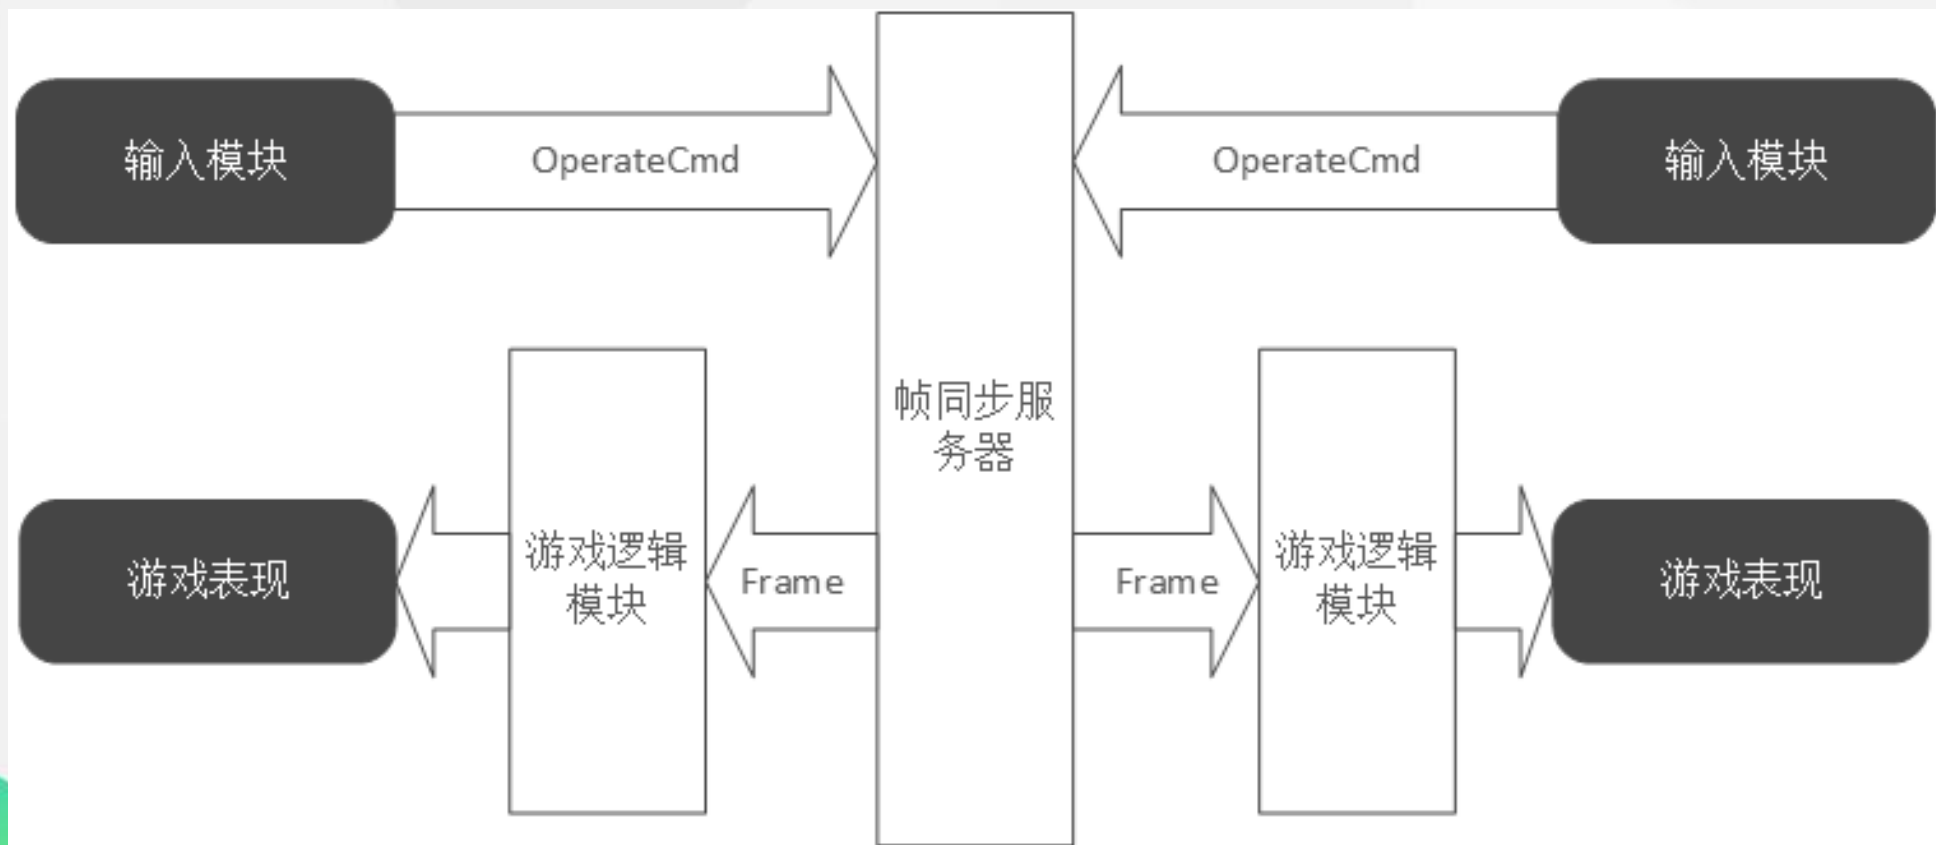 输入模块
OperateCmd
OperateCmd
输入模块
帧同步服
务器
游戏表现
游戏逻辑
模块
Frame
Frame
游戏逻辑
模块
游戏表现